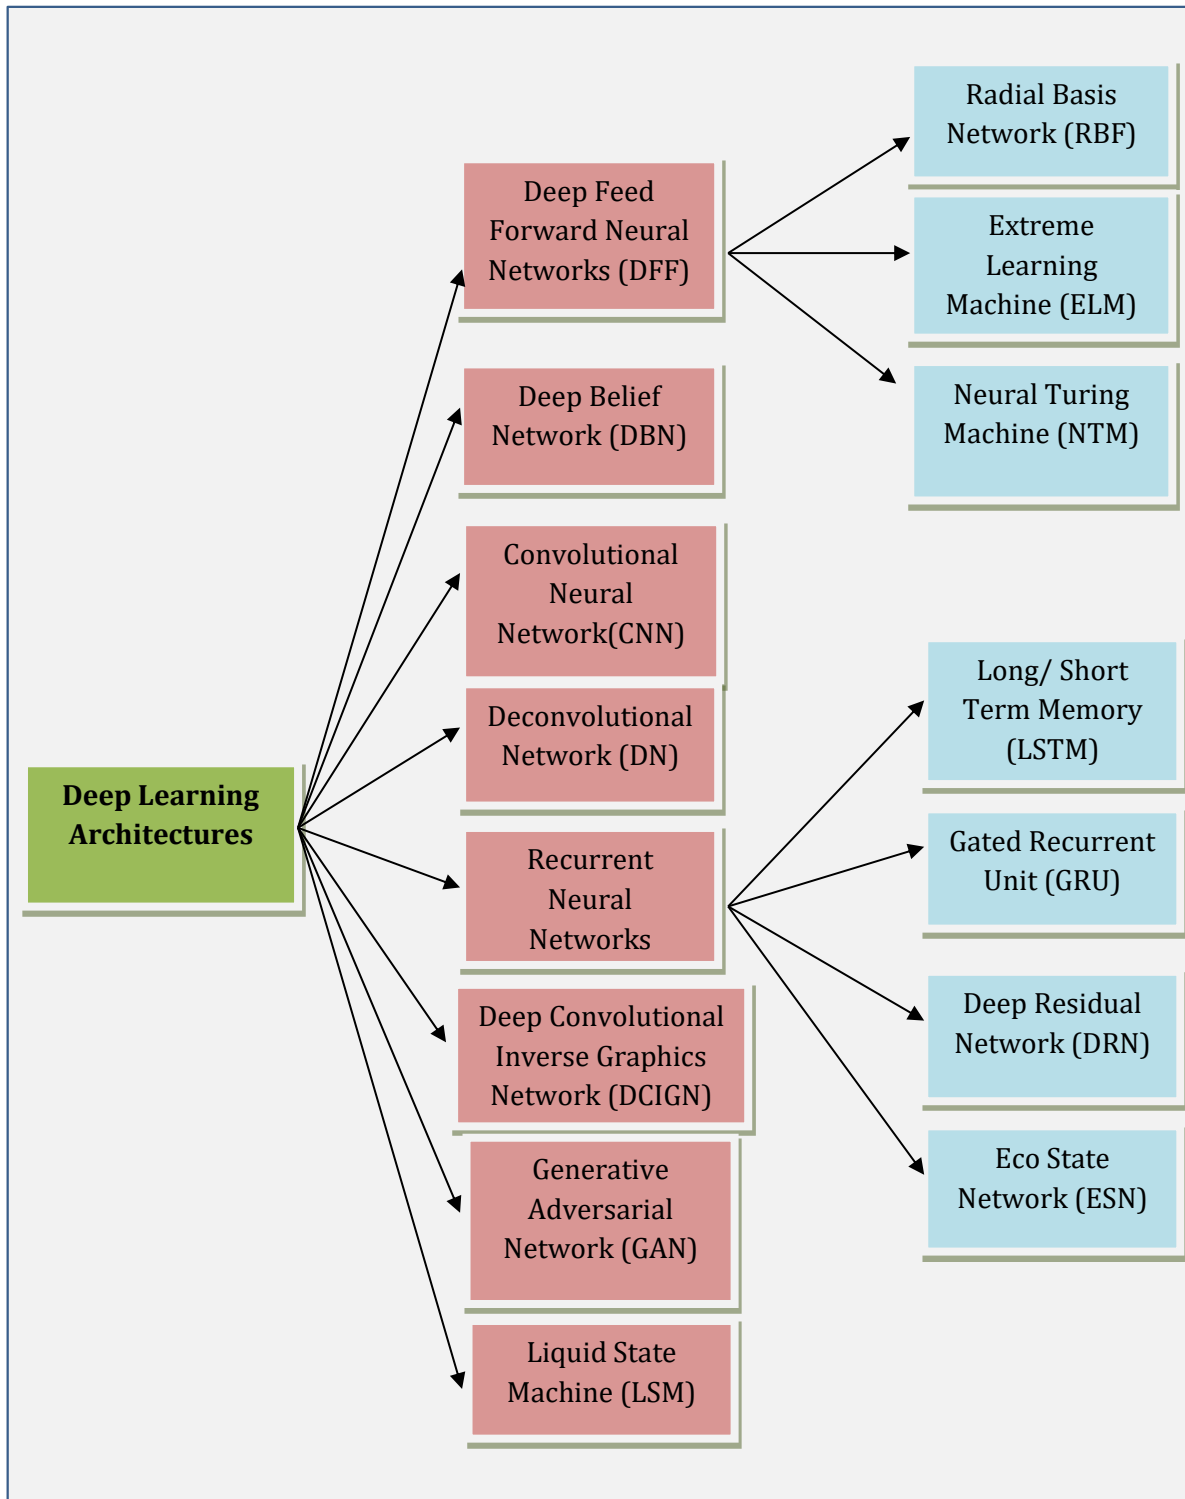 Deep Learning
Architectures
Deep Feed
Forward Neural
Networks (DFF)
Deep Belief
Network (DBN)
Convolutional
Neural
Network(CNN)
Deconvolutional
Network (DN)
Recurrent
Neural
Networks
Deep Convolutional
Inverse Graphics
Network (DCIGN)
Generative
Adversarial
Network (GAN)
Liquid State
Machine (LSM)
Radial Basis
Network (RBF)
Extreme
Learning
Machine (ELM)
Neural Turing
Machine (NTM)
Long/ Short
Term Memory
(LSTM)
Gated Recurrent
Unit (GRU)
Deep Residual
Network (DRN)
Eco State
Network (ESN)